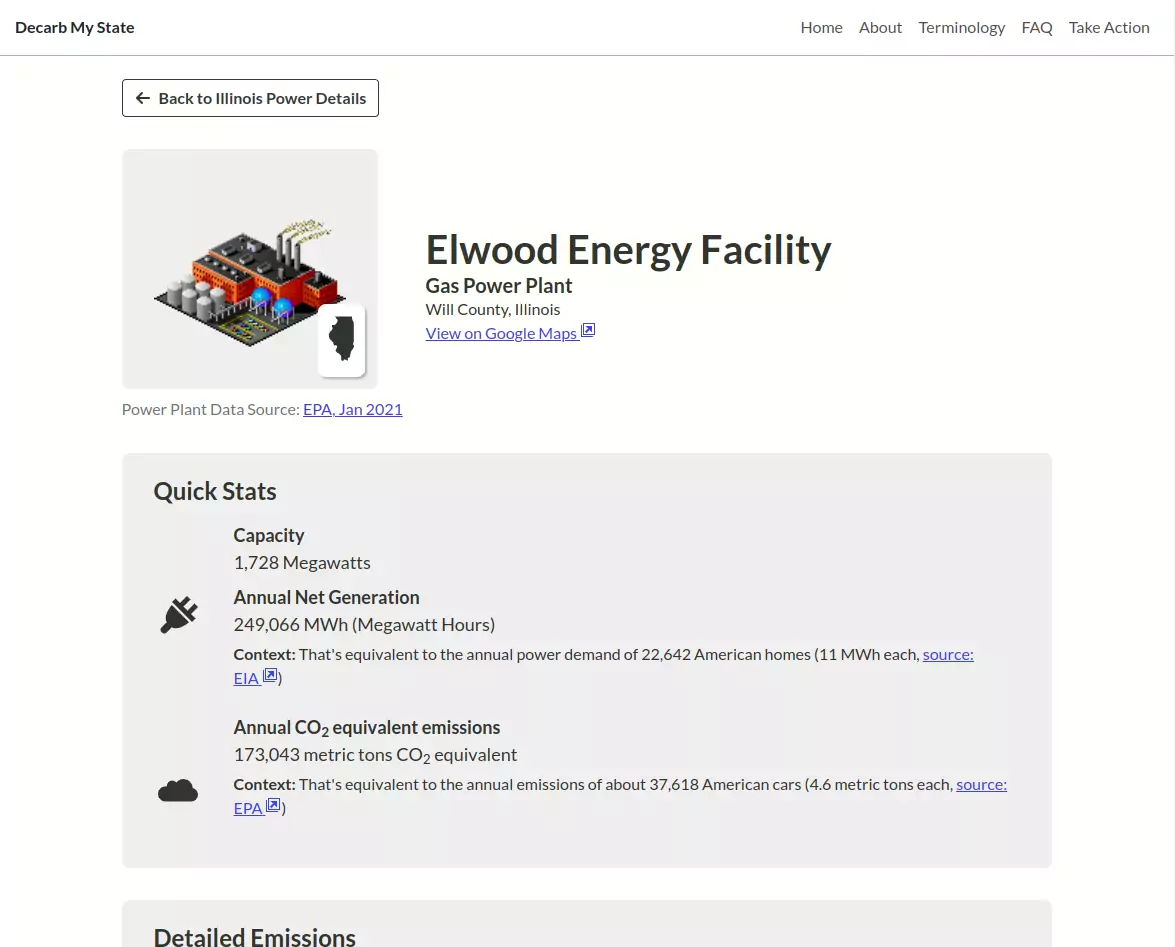 Decarb My State
Home About Terminology FAQ Take Action
Back to Illinois Power Details
Elwood Energy Facility
Gas Power Plant
Will County, Illinois
View on Google Maps
Power Plant Data Source: EPA, Jan 2021
Quick Stats
Capacity
1,728 Megawatts
Annual Net Generation
249,066 MWh (Megawatt Hours)
Context: That's equivalent to the annual power demand of 22,642 American homes (11 MWh each, source:
EIA )
Annual CO2 equivalent emissions
173,043 metric tons CO2 equivalent
Context: That's equivalent to the annual emissions of about 37,618 American cars (4.6 metric tons each, source:
EPA )
Detailed Emissions